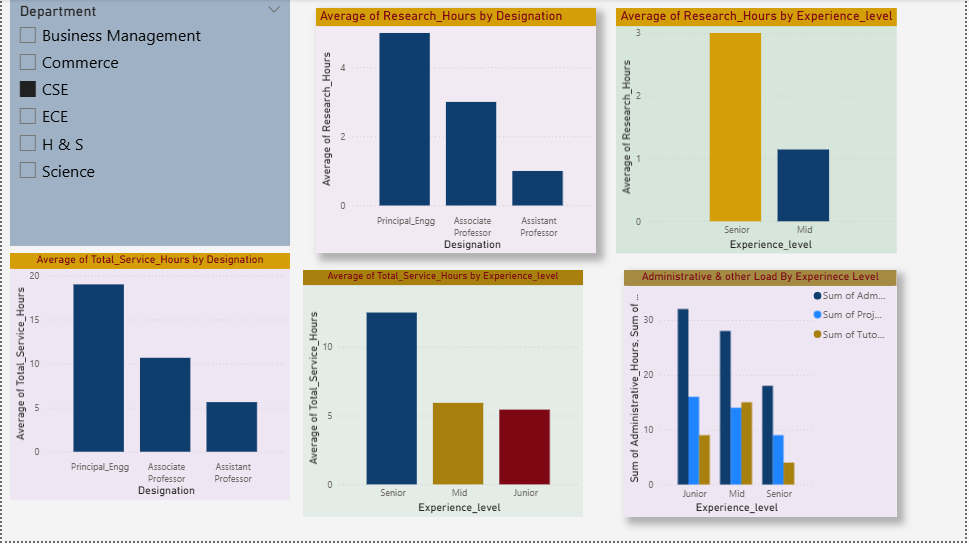 Department
Business Management
Commerce
CSE
ECE
H & S
Science
Average of Research_Hours by Designation
Average of Research_Hours
4
2
0
Principal_Engg
Associate
Professor
Assistant
Professor
Designation
Average of Research_Hours by Experience_level
Average of Research_Hours
3
2
1
0
Senior
Mid
Experience_level
Average of Total_Service_Hours by Designation
Average of Total_Service_Hours
20
15
10
5
0
Principal_Engg
Associate
Professor
Assistant
Professor
Designation
Average of Total_Service_Hours by Experience_level
Average of Total_Service_Hours
10
5
0
Senior
Mid
Junior
Experience_level
Administrative & other Load By Experinece Level
Sum of Administrative_Hours, Sum of ...
30
20
10
0
Junior
Mid
Senior
Experience_level
Sum of Adm...
Sum of Proj...
Sum of Tuto...